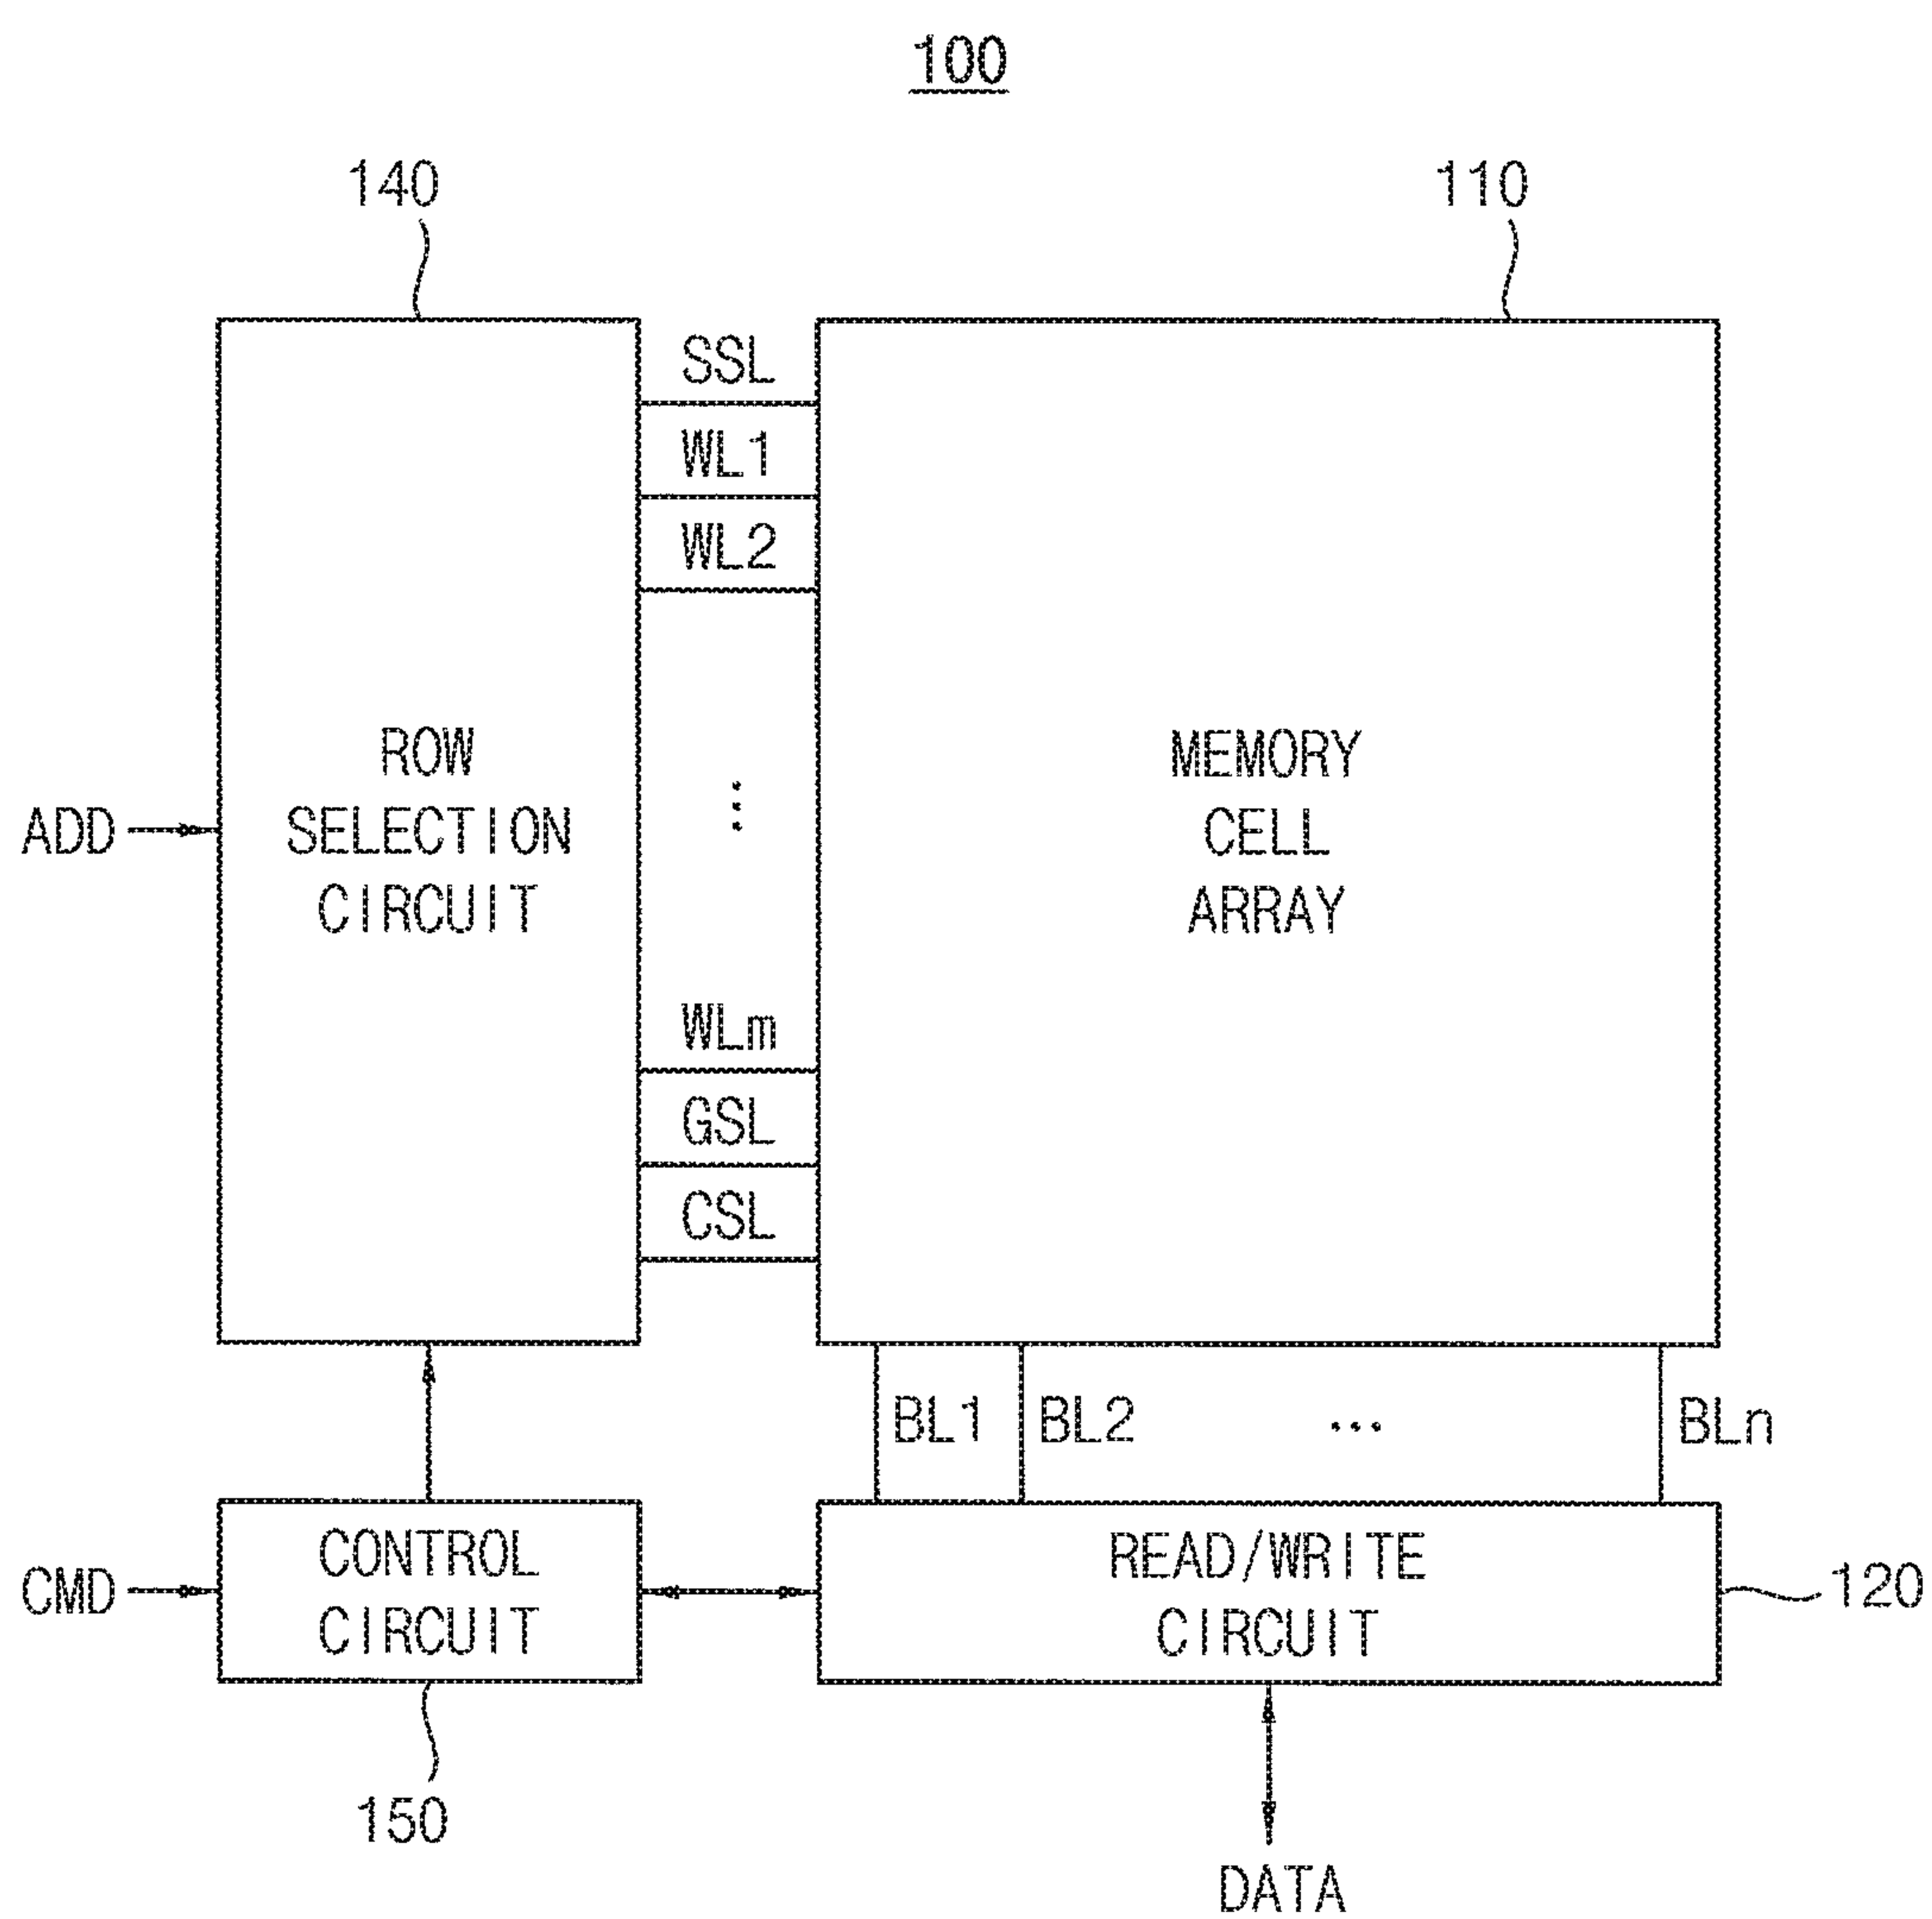 100
140
110
SSL
WL1
WL2
ROW
SELECTION
CIRCUIT
MEMORY
CELL
ARRAY
ADD
...
WLm
GSL
CSL
BL1 BL2 ... BLn
CMD
CONTROL
CIRCUIT
READ/WRITE
CIRCUIT
120
150
DATA